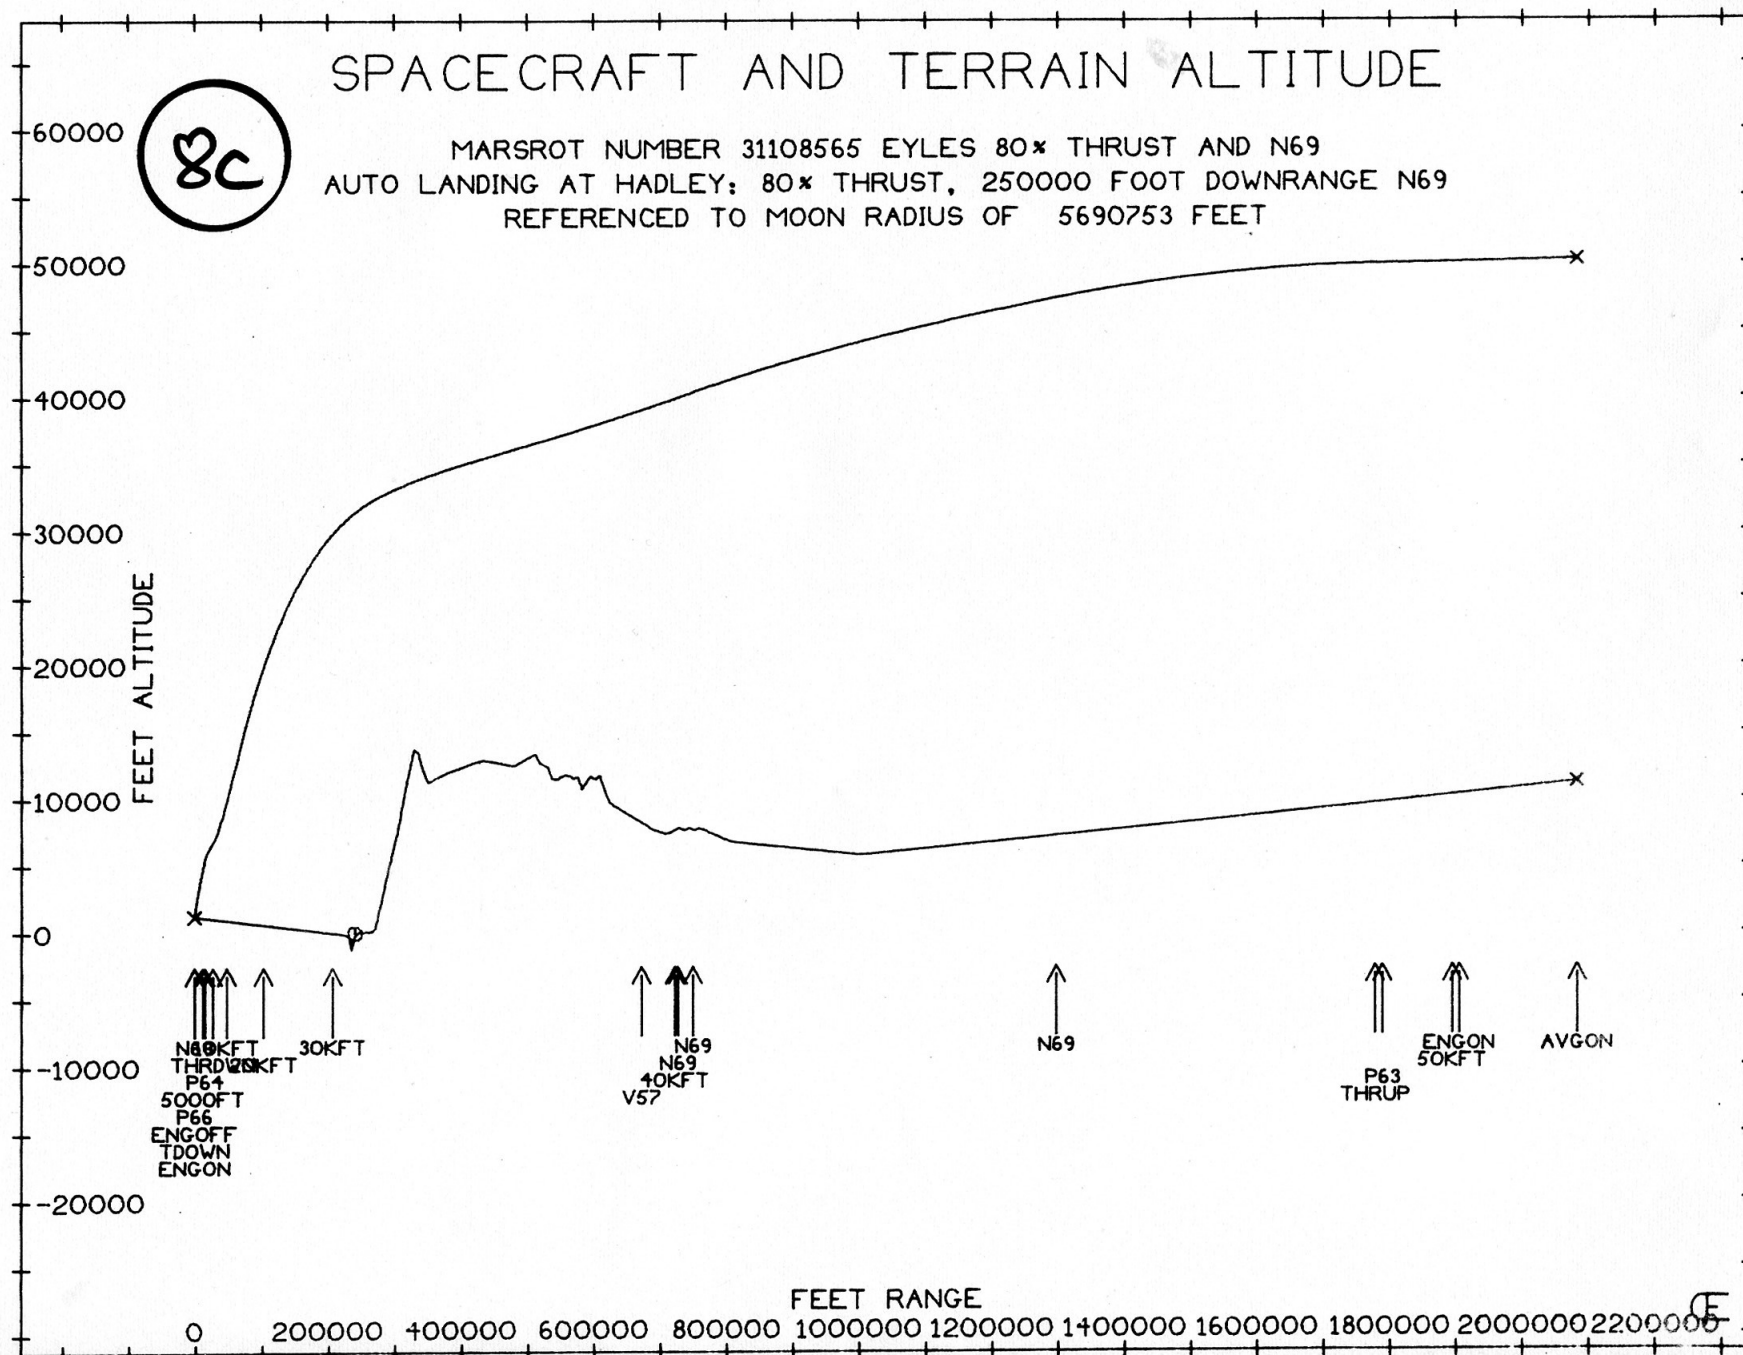 SPACECRAFT AND TERRAIN ALTITUDE
8C
MARSROT NUMBER 31108565 EYLES 80% THRUST AND N69
AUTO LANDING AT HADLEY: 80% THRUST, 250000 FOOT DOWNRANGE N69
REFERENCED TO MOON RADIUS OF 5690753 FEET
60000
50000
40000
30000
20000
10000
0
-10000
-20000
FEET ALTITUDE
10KFT
THRDWN 20KFT
P64
5000FT
P66
ENGOFF
TDOWN
ENGON
30KFT
V57
N69
N69
40KFT
N69
P63
THRUP
ENGON
50KFT
AVGON
FEET RANGE
0 200000 400000 600000 800000 1000000 1200000 1400000 1600000 1800000 2000000 2200000